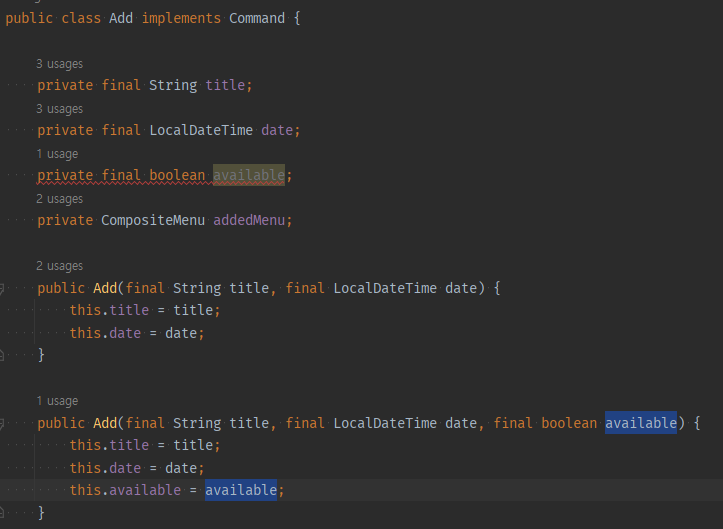 public class Add implements Command {
3 usages
private final String title;
3 usages
private final LocalDateTime date;
1 usage
private final boolean available;
2 usages
private CompositeMenu addedMenu;
2 usages
public Add(final String title, final LocalDateTime date) {
this.title = title;
this.date = date;
}
1 usage
public Add(final String title, final LocalDateTime date, final boolean available) {
this.title = title;
this.date = date;
this.available = available;
}